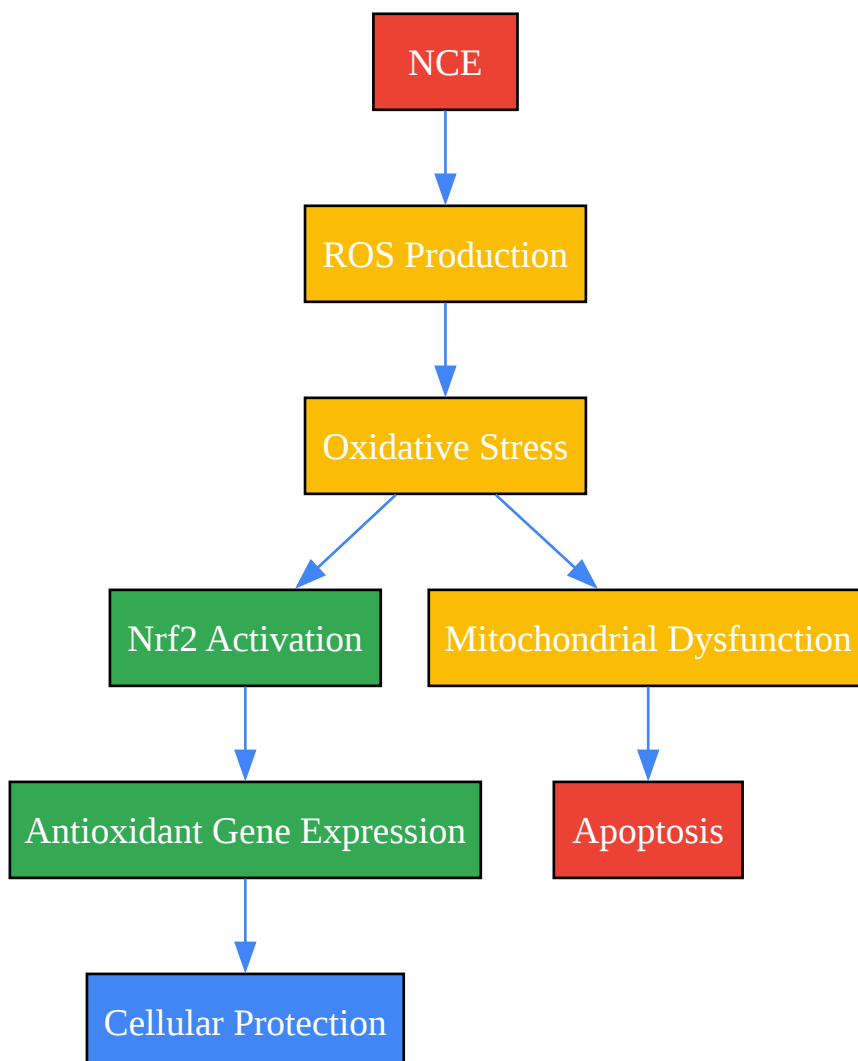 NCE
ROS Production
Oxidative Stress
Nrf2 Activation
Mitochondrial Dysfunction
Antioxidant Gene Expression
Apoptosis
Cellular Protection